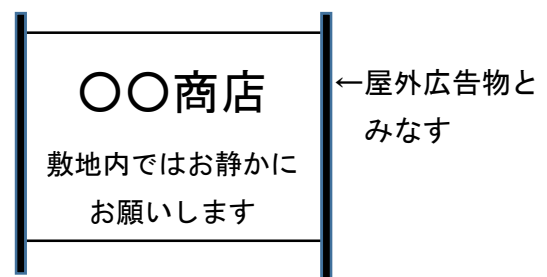 〇〇商店
敷地内ではお静かに
お願いします
←屋外広告物と
みなす